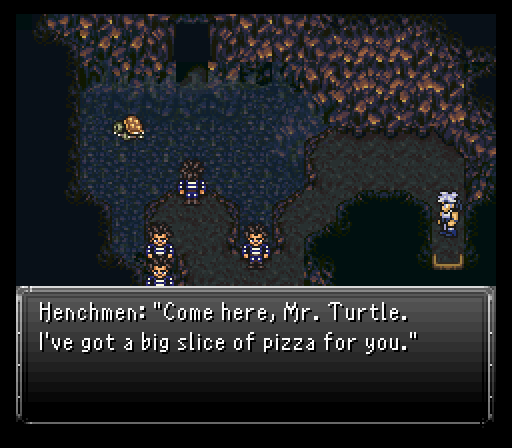 Henchmen: "Come here, Mr. Turtle.
I've got a big slice of pizza for you."